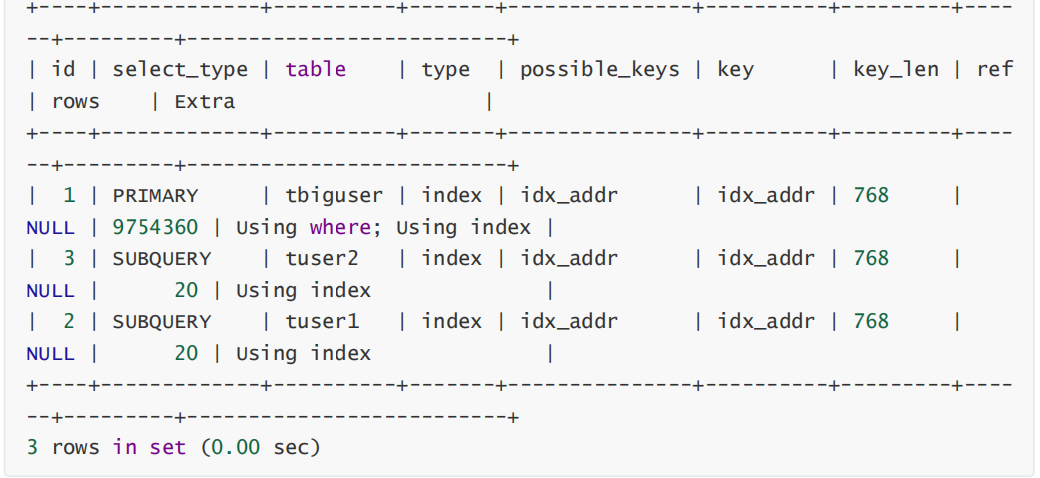 +----+-------------+----------+-------+---------------+----------+---------+----
--+---------+--------------------------+
| id | select_type | table    | type  | possible_keys | key      | key_len | ref
| rows    | Extra                    |
+----+-------------+----------+-------+---------------+----------+---------+----
--+---------+--------------------------+
|  1 | PRIMARY     | tbiguser | index | idx_addr      | idx_addr | 768     |
NULL | 9754360 | Using where; Using index |
|  3 | SUBQUERY    | tuser2   | index | idx_addr      | idx_addr | 768     |
NULL |      20 | Using index              |
|  2 | SUBQUERY    | tuser1   | index | idx_addr      | idx_addr | 768     |
NULL |      20 | Using index              |
+----+-------------+----------+-------+---------------+----------+---------+----
--+---------+--------------------------+
3 rows in set (0.00 sec)